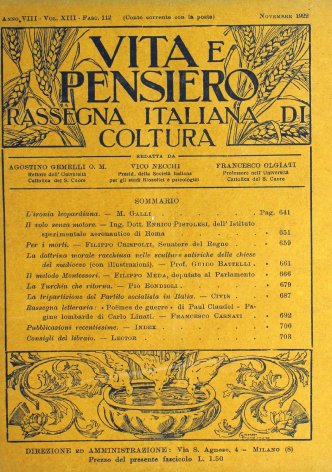 ANNO VIII - VOL. XIII - FASC. 112 (Conto corrente con la posta) NOVEMBRE 1922
VITA E
PENSIERO
RASSEGNA ITALIANA DI
COLTURA
REDATTA DA
AGOSTINO GEMELLI O. M.
Rettore dell'Università
Cattolica del S. Cuore
VICO NECCHI
Presid. della Società Italiana
per gli studi filosofici e psicologici
FRANCESCO OLGIATI
Professore nell'Università
Cattolica del S. Cuore
SOMMARIO
L'ironia leopardiana. — M. GALLI . Pag. 641
Il volo senza motore. — Ing. Dott. ENRICO PISTOLESI, dell'Istituto
sperimentale aeronautico di Roma . » 651
Per i morti. — FILIPPO CRISPOLTI, Senatore del Regno . » 659
La dottrina morale racchiusa nelle sculture satiriche delle chiese
del medioevo (con illustrazioni). — Prof. GUIDO BATTELLI . » 661
Il metodo Montessori. — FILIPPO MEDA, deputato al Parlamento » 666
La Turchia che ritorna. — PIO BONDIOLI . » 679
La tripartizione del Partito socialista in Italia. — CIVIS . » 687
Rassegna letteraria: « Poèmes de guerre » di Paul Claudel - Pa-
gine lombarde di Carlo Linati. — FRANCESCO CARNATI . » 692
Pubblicazioni recentissime. — INDEX . » 700
Consigli del libraio. — LECTOR . » 703
DIREZIONE ED AMMINISTRAZIONE: Via S. Agnese, 4 - MILANO (8)
Prezzo del presente fascicolo L. 1.50